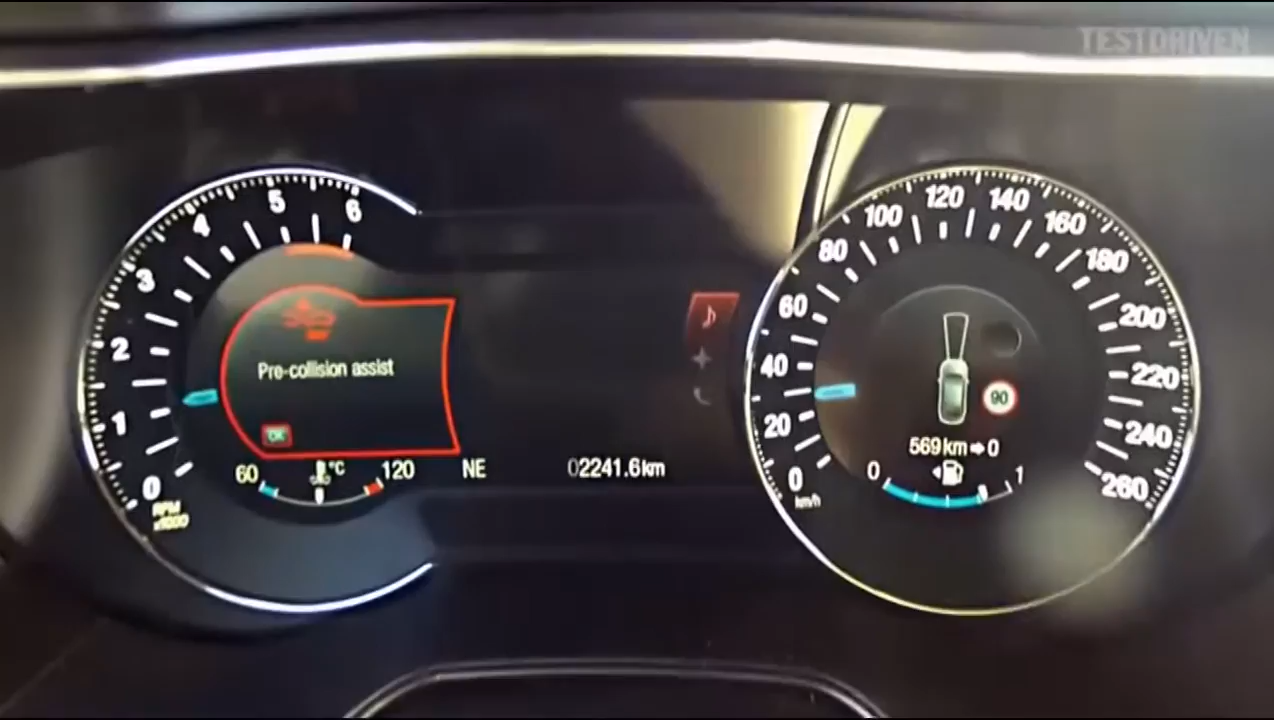 TESTDRIVEN
0
1
2
3
4
5
6
RPM
x1000
Pre-collision assist
OK
60
°C
120
NE
02241.6km
0
20
40
60
80
100
120
140
160
180
200
220
240
260
km/h
90
569 km➡0
0
1